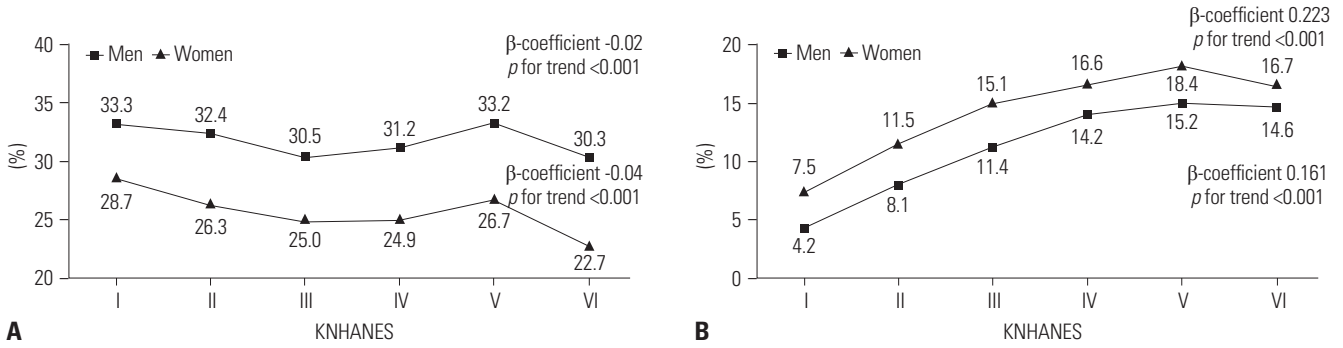 β-coefficient -0.02
p for trend <0.001
Men Women
40
35
30
25
20
(%)
33.3
32.4
30.5
31.2
33.2
30.3
β-coefficient -0.04
p for trend <0.001
28.7
26.3
25.0
24.9
26.7
22.7
I II III IV V VI
KNHANES
A
β-coefficient 0.223
p for trend <0.001
Men Women
20
15
10
5
0
(%)
7.5
11.5
15.1
16.6
18.4
16.7
4.2
8.1
11.4
14.2
15.2
14.6
β-coefficient 0.161
p for trend <0.001
I II III IV V VI
KNHANES
B